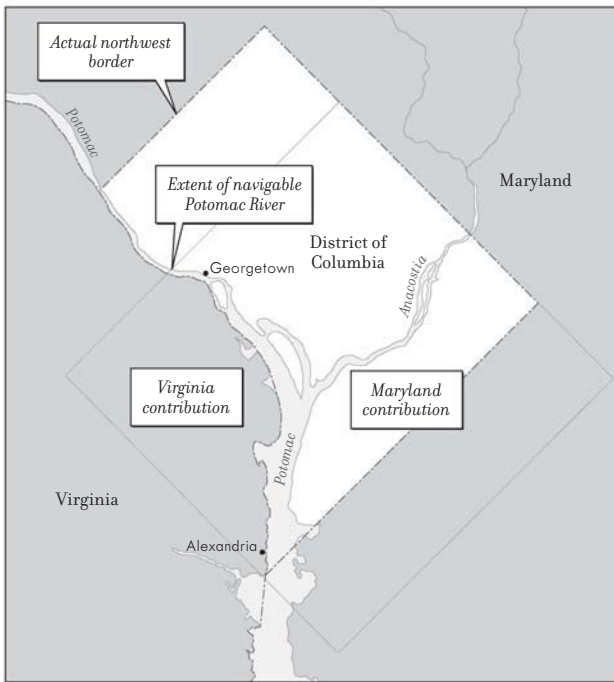 Actual northwest
border
Potomac
Extent of navigable
Potomac River
Maryland
District of
Columbia
Georgetown
Anacostia
Virginia
contribution
Maryland
contribution
Potomac
Virginia
Alexandria